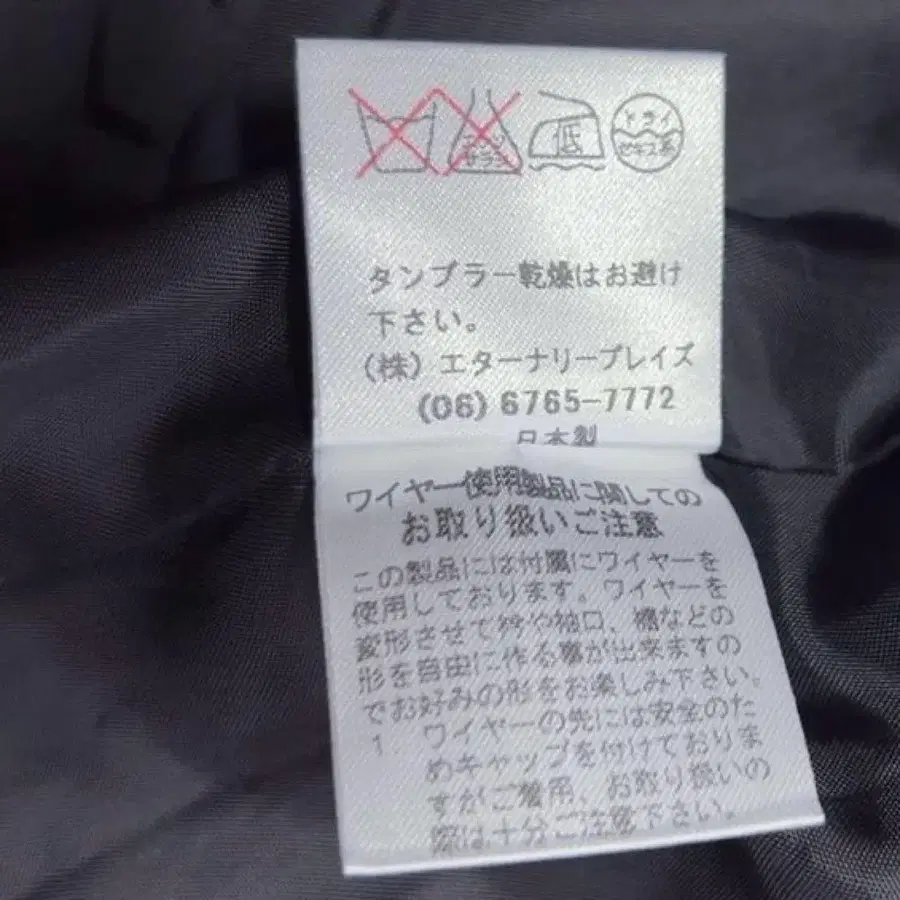 エンソ
サラシ
低
ドライ
セキユ系
タンブラー乾燥はお避け
下さい。
(株) エターナリーブレイズ
(06) 6765-7772
日本製
ワイヤー使用製品に関しての
お取り扱いご注意
この製品には付属にワイヤーを
使用しております。ワイヤーを
変形させて衿や袖口、裾などの
形を自由に作る事が出来ますの
でお好みの形をお楽しみ下さい。
1. ワイヤーの先には安全のた
めキャップを付けておりま
すがご着用、お取り扱いの
際は十分ご注意下さい。